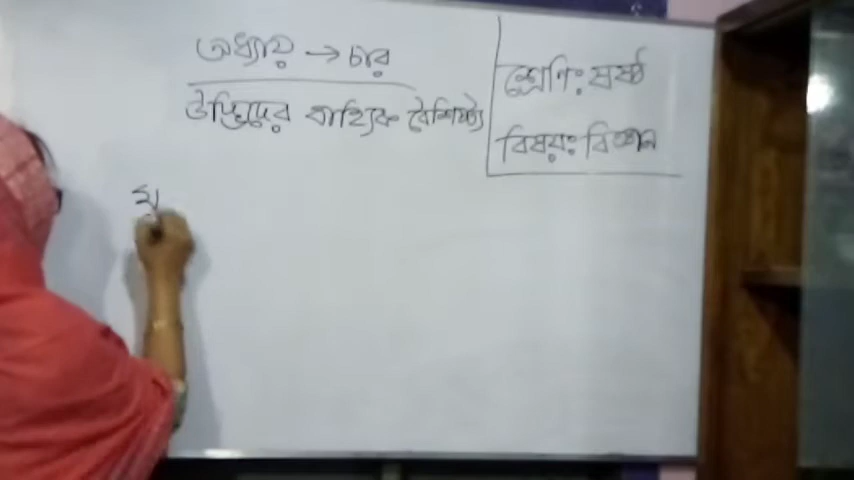 অধ্যায় → চার
উদ্ভিদের বাহ্যিক বৈশিষ্ট্য
শ্রেণি: ষষ্ঠ
বিষয়: বিজ্ঞান